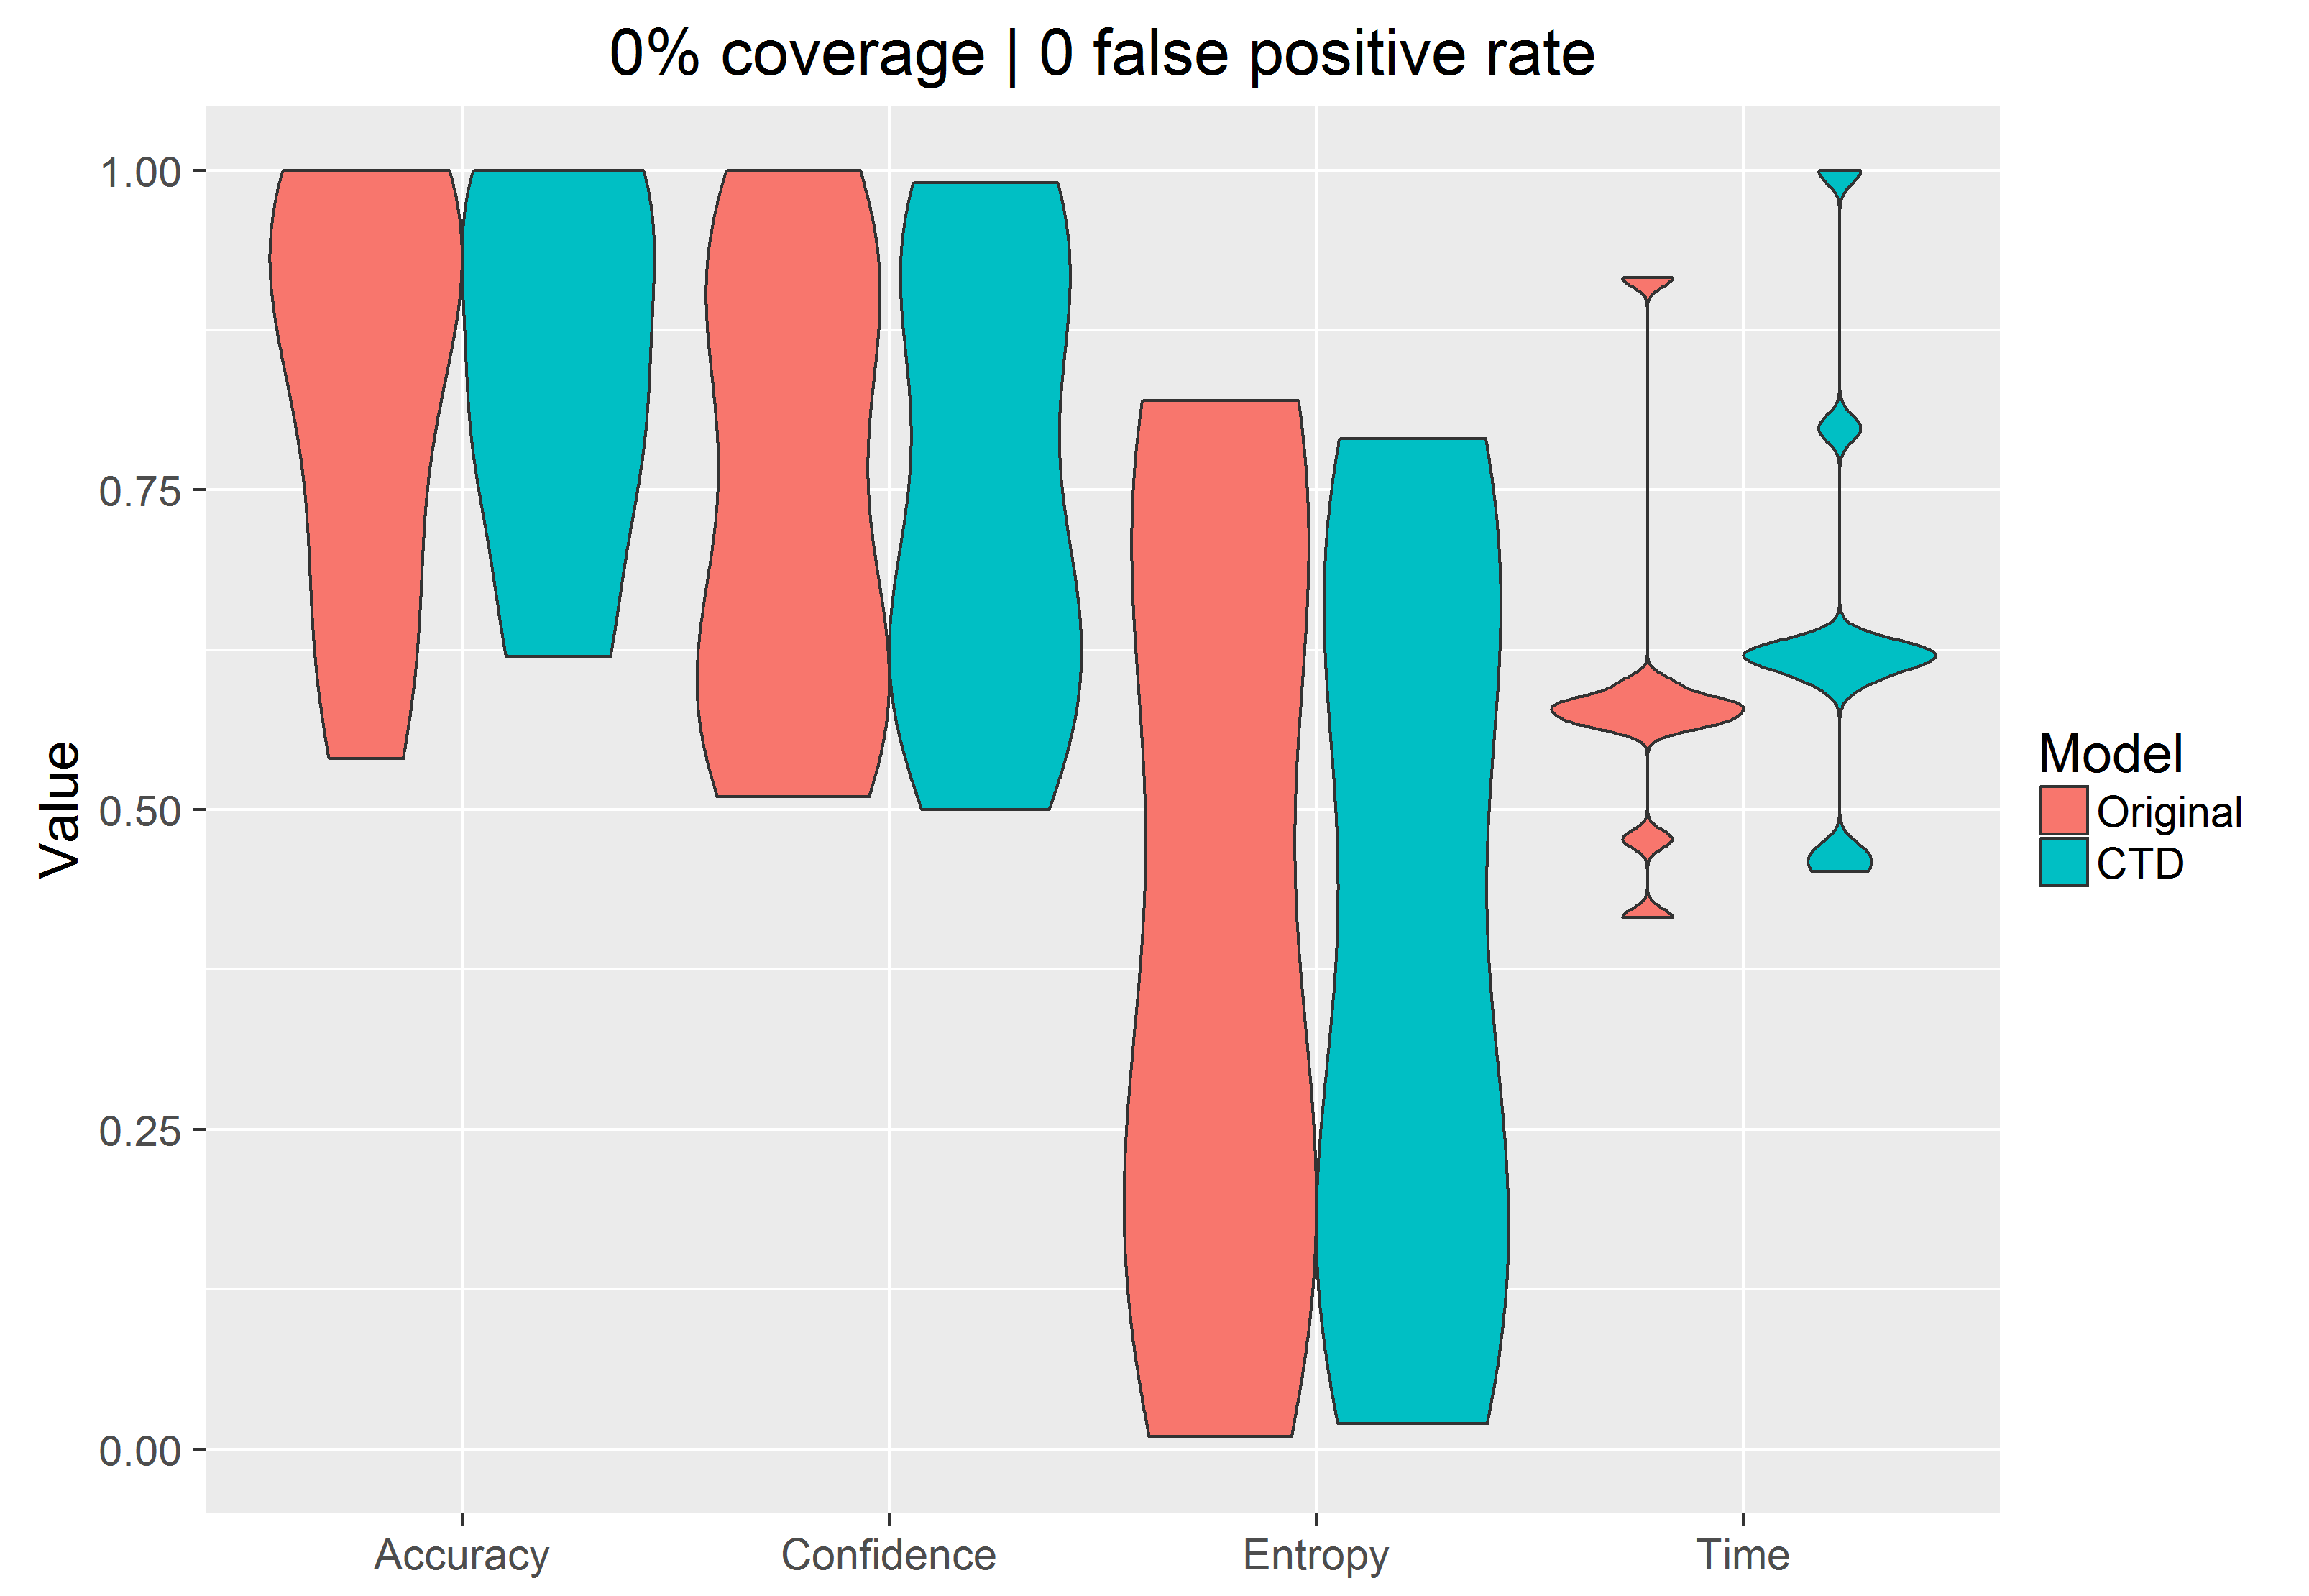 0% coverage | 0 false positive rate
1.00
0.75
0.50
0.25
0.00
Value
Accuracy
Confidence
Entropy
Time
Model
Original
CTD